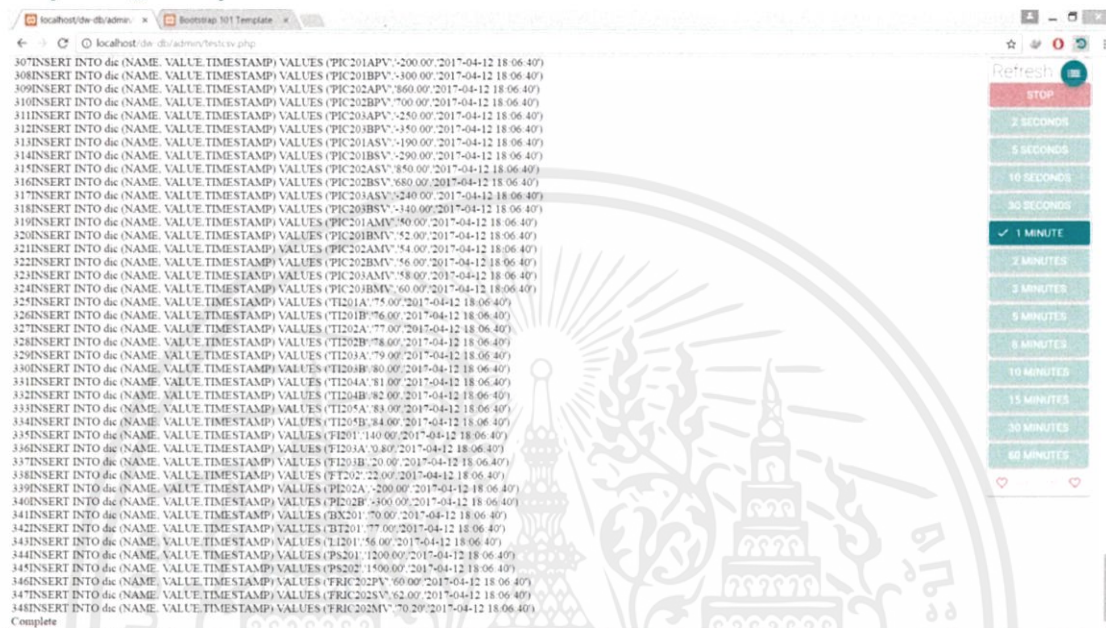 localhost/dw-db/admin/ ×
Bootstrap 101 Template ×
localhost/dw-db/admin/testcsv.php
307INSERT INTO dic (NAME, VALUE,TIMESTAMP) VALUES ('PIC201APV','-200.00','2017-04-12 18:06:40')
308INSERT INTO dic (NAME, VALUE,TIMESTAMP) VALUES ('PIC201BPV','-300.00','2017-04-12 18:06:40')
309INSERT INTO dic (NAME, VALUE,TIMESTAMP) VALUES ('PIC202APV','860.00','2017-04-12 18:06:40')
310INSERT INTO dic (NAME, VALUE,TIMESTAMP) VALUES ('PIC202BPV','700.00','2017-04-12 18:06:40')
311INSERT INTO dic (NAME, VALUE,TIMESTAMP) VALUES ('PIC203APV','-250.00','2017-04-12 18:06:40')
312INSERT INTO dic (NAME, VALUE,TIMESTAMP) VALUES ('PIC203BPV','-350.00','2017-04-12 18:06:40')
313INSERT INTO dic (NAME, VALUE,TIMESTAMP) VALUES ('PIC201ASV','-190.00','2017-04-12 18:06:40')
314INSERT INTO dic (NAME, VALUE,TIMESTAMP) VALUES ('PIC201BSV','-290.00','2017-04-12 18:06:40')
315INSERT INTO dic (NAME, VALUE,TIMESTAMP) VALUES ('PIC202ASV','850.00','2017-04-12 18:06:40')
316INSERT INTO dic (NAME, VALUE,TIMESTAMP) VALUES ('PIC202BSV','680.00','2017-04-12 18:06:40')
317INSERT INTO dic (NAME, VALUE,TIMESTAMP) VALUES ('PIC203ASV','-240.00','2017-04-12 18:06:40')
318INSERT INTO dic (NAME, VALUE,TIMESTAMP) VALUES ('PIC203BSV','-340.00','2017-04-12 18:06:40')
319INSERT INTO dic (NAME, VALUE,TIMESTAMP) VALUES ('PIC201AMV','50.00','2017-04-12 18:06:40')
320INSERT INTO dic (NAME, VALUE,TIMESTAMP) VALUES ('PIC201BMV','52.00','2017-04-12 18:06:40')
321INSERT INTO dic (NAME, VALUE,TIMESTAMP) VALUES ('PIC202AMV','54.00','2017-04-12 18:06:40')
322INSERT INTO dic (NAME, VALUE,TIMESTAMP) VALUES ('PIC202BMV','56.00','2017-04-12 18:06:40')
323INSERT INTO dic (NAME, VALUE,TIMESTAMP) VALUES ('PIC203AMV','58.00','2017-04-12 18:06:40')
324INSERT INTO dic (NAME, VALUE,TIMESTAMP) VALUES ('PIC203BMV','60.00','2017-04-12 18:06:40')
325INSERT INTO dic (NAME, VALUE,TIMESTAMP) VALUES ('TI201A','75.00','2017-04-12 18:06:40')
326INSERT INTO dic (NAME, VALUE,TIMESTAMP) VALUES ('TI201B','76.00','2017-04-12 18:06:40')
327INSERT INTO dic (NAME, VALUE,TIMESTAMP) VALUES ('TI202A','77.00','2017-04-12 18:06:40')
328INSERT INTO dic (NAME, VALUE,TIMESTAMP) VALUES ('TI202B','78.00','2017-04-12 18:06:40')
329INSERT INTO dic (NAME, VALUE,TIMESTAMP) VALUES ('TI203A','79.00','2017-04-12 18:06:40')
330INSERT INTO dic (NAME, VALUE,TIMESTAMP) VALUES ('TI203B','80.00','2017-04-12 18:06:40')
331INSERT INTO dic (NAME, VALUE,TIMESTAMP) VALUES ('TI204A','81.00','2017-04-12 18:06:40')
332INSERT INTO dic (NAME, VALUE,TIMESTAMP) VALUES ('TI204B','82.00','2017-04-12 18:06:40')
333INSERT INTO dic (NAME, VALUE,TIMESTAMP) VALUES ('TI205A','83.00','2017-04-12 18:06:40')
334INSERT INTO dic (NAME, VALUE,TIMESTAMP) VALUES ('TI205B','84.00','2017-04-12 18:06:40')
335INSERT INTO dic (NAME, VALUE,TIMESTAMP) VALUES ('FI201','140.00','2017-04-12 18:06:40')
336INSERT INTO dic (NAME, VALUE,TIMESTAMP) VALUES ('FI203A','0.80','2017-04-12 18:06:40')
337INSERT INTO dic (NAME, VALUE,TIMESTAMP) VALUES ('FI203B','20.00','2017-04-12 18:06:40')
338INSERT INTO dic (NAME, VALUE,TIMESTAMP) VALUES ('FT202','22.00','2017-04-12 18:06:40')
339INSERT INTO dic (NAME, VALUE,TIMESTAMP) VALUES ('PI202A','-200.00','2017-04-12 18:06:40')
340INSERT INTO dic (NAME, VALUE,TIMESTAMP) VALUES ('PI202B','-300.00','2017-04-12 18:06:40')
341INSERT INTO dic (NAME, VALUE,TIMESTAMP) VALUES ('BX201','70.00','2017-04-12 18:06:40')
342INSERT INTO dic (NAME, VALUE,TIMESTAMP) VALUES ('BT201','77.00','2017-04-12 18:06:40')
343INSERT INTO dic (NAME, VALUE,TIMESTAMP) VALUES ('LI201','56.00','2017-04-12 18:06:40')
344INSERT INTO dic (NAME, VALUE,TIMESTAMP) VALUES ('PS201','1200.00','2017-04-12 18:06:40')
345INSERT INTO dic (NAME, VALUE,TIMESTAMP) VALUES ('PS202','1500.00','2017-04-12 18:06:40')
346INSERT INTO dic (NAME, VALUE,TIMESTAMP) VALUES ('FRIC202PV','60.00','2017-04-12 18:06:40')
347INSERT INTO dic (NAME, VALUE,TIMESTAMP) VALUES ('FRIC202SV','62.00','2017-04-12 18:06:40')
348INSERT INTO dic (NAME, VALUE,TIMESTAMP) VALUES ('FRIC202MV','70.20','2017-04-12 18:06:40')
Complete
Refresh
STOP
2 SECONDS
5 SECONDS
10 SECONDS
30 SECONDS
✓ 1 MINUTE
2 MINUTES
3 MINUTES
5 MINUTES
6 MINUTES
10 MINUTES
15 MINUTES
30 MINUTES
60 MINUTES